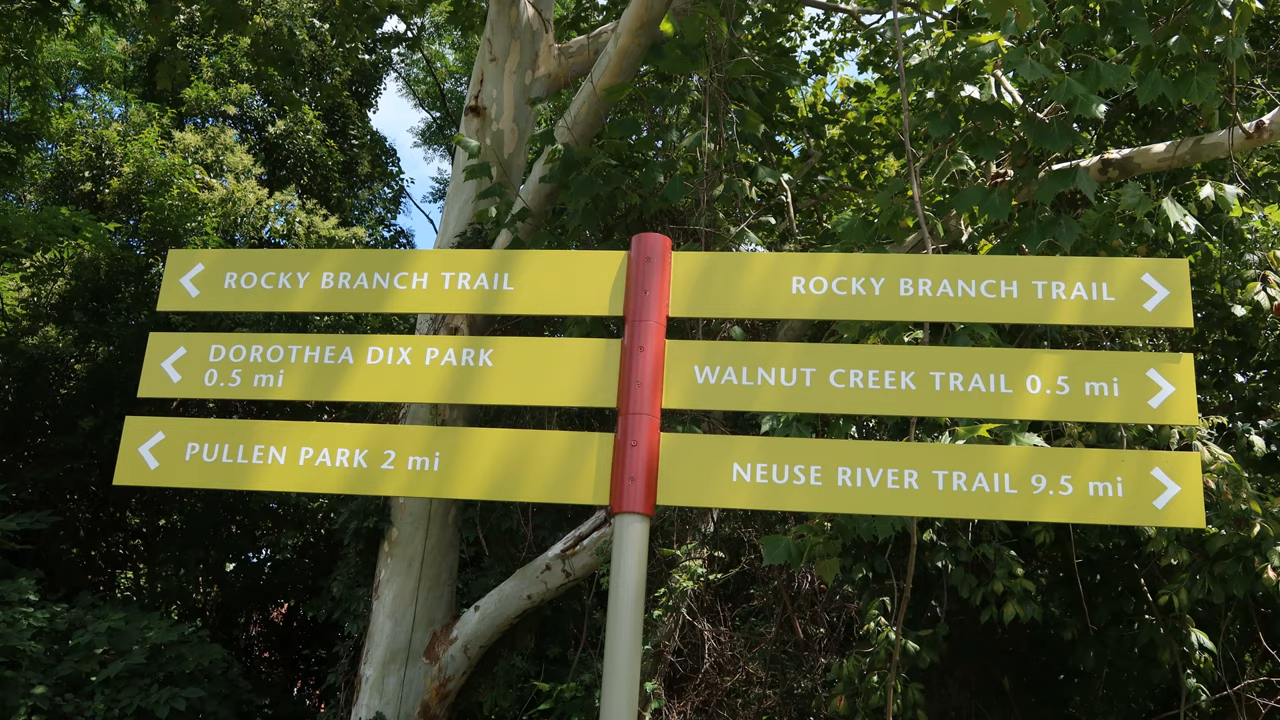 ROCKY BRANCH TRAIL
DOROTHEA DIX PARK
0.5 mi
PULLEN PARK 2 mi
ROCKY BRANCH TRAIL
WALNUT CREEK TRAIL 0.5 mi
NEUSE RIVER TRAIL 9.5 mi